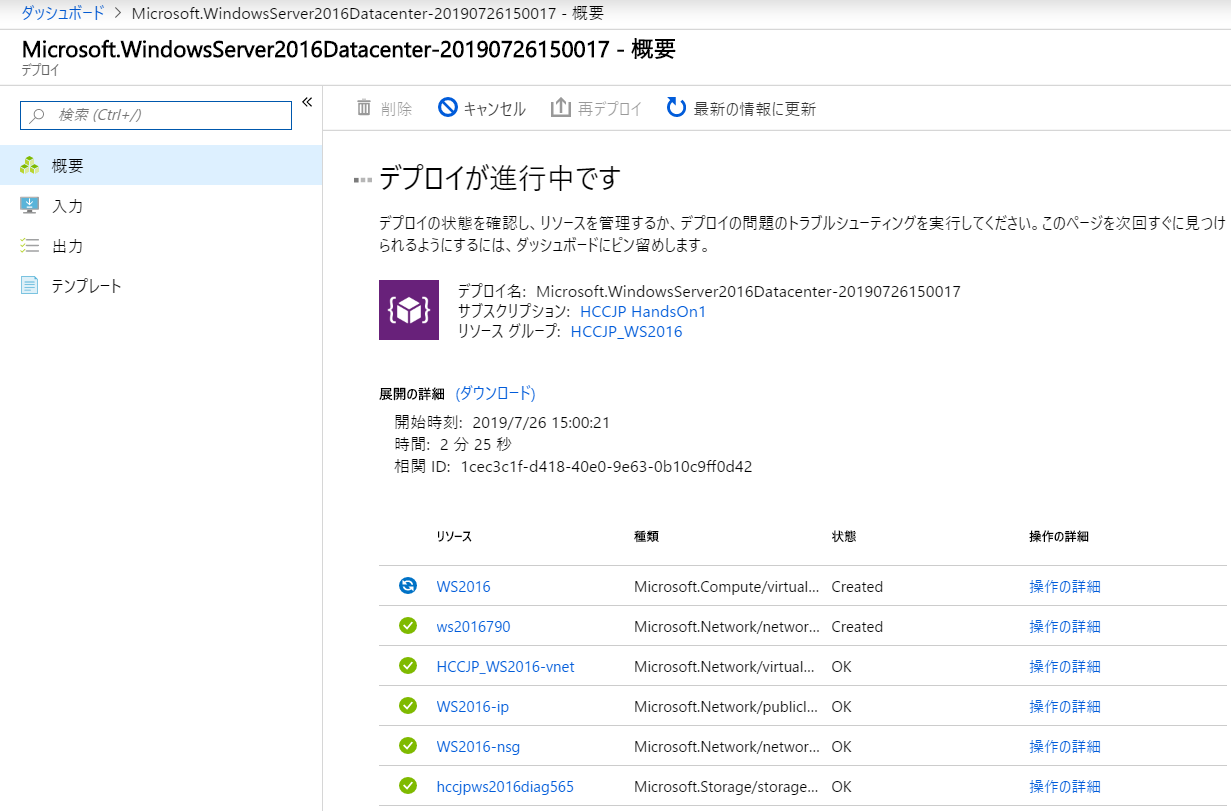 ダッシュボード > Microsoft.WindowsServer2016Datacenter-20190726150017 - 概要
Microsoft.WindowsServer2016Datacenter-20190726150017 - 概要
デプロイ
検索 (Ctrl+/)
«
概要
入力
出力
テンプレート
削除 キャンセル 再デプロイ 最新の情報に更新
デプロイが進行中です
デプロイの状態を確認し、リソースを管理するか、デプロイの問題のトラブルシューティングを実行してください。このページを次回すぐに見つけ
られるようにするには、ダッシュボードにピン留めします。
デプロイ名: Microsoft.WindowsServer2016Datacenter-20190726150017
サブスクリプション: HCCJP HandsOn1
リソース グループ: HCCJP_WS2016
展開の詳細 (ダウンロード)
開始時刻: 2019/7/26 15:00:21
時間: 2 分 25 秒
相関 ID: 1cec3c1f-d418-40e0-9e63-0b10c9ff0d42
リソース 種類 状態 操作の詳細
WS2016 Microsoft.Compute/virtual... Created 操作の詳細
ws2016790 Microsoft.Network/networ... Created 操作の詳細
HCCJP_WS2016-vnet Microsoft.Network/virtual... OK 操作の詳細
WS2016-ip Microsoft.Network/publicI... OK 操作の詳細
WS2016-nsg Microsoft.Network/networ... OK 操作の詳細
hccjpws2016diag565 Microsoft.Storage/storage... OK 操作の詳細